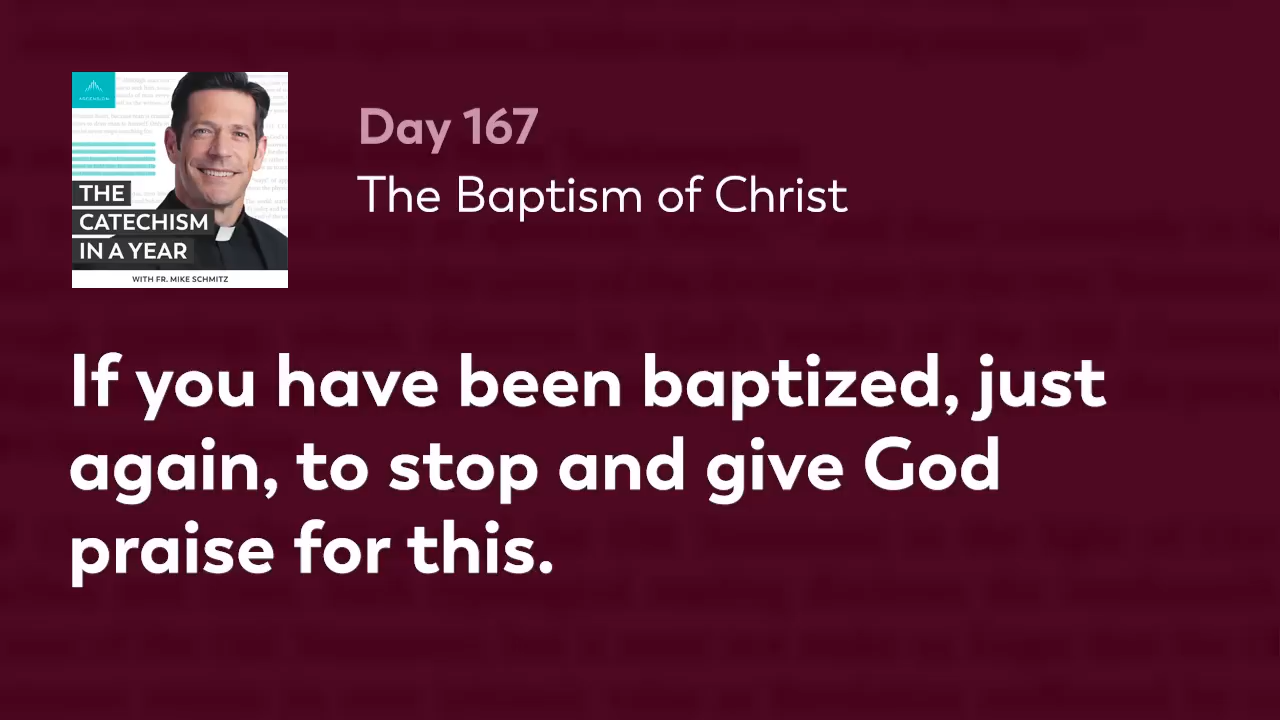 ASCENSION
THE
CATECHISM
IN A YEAR
WITH FR. MIKE SCHMITZ
Day 167
The Baptism of Christ
If you have been baptized, just
again, to stop and give God
praise for this.